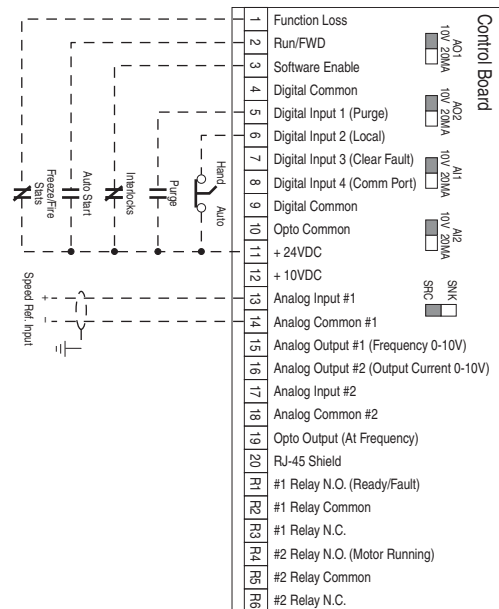 Control Board
1 Function Loss
2 Run/FWD
3 Software Enable
4 Digital Common
5 Digital Input 1 (Purge)
6 Digital Input 2 (Local)
7 Digital Input 3 (Clear Fault)
8 Digital Input 4 (Comm Port)
9 Digital Common
10 Opto Common
11 + 24VDC
12 + 10VDC
13 Analog Input #1
14 Analog Common #1
15 Analog Output #1 (Frequency 0-10V)
16 Analog Output #2 (Output Current 0-10V)
17 Analog Input #2
18 Analog Common #2
19 Opto Output (At Frequency)
20 RJ-45 Shield
R1 #1 Relay N.O. (Ready/Fault)
R2 #1 Relay Common
R3 #1 Relay N.C.
R4 #2 Relay N.O. (Motor Running)
R5 #2 Relay Common
R6 #2 Relay N.C.
AO1
10V 20MA
AO2
10V 20MA
AI1
10V 20MA
AI2
10V 20MA
SNK
SRC
Freeze/Fire
Stats
Auto Start
Interlocks
Purge
Hand
Auto
Speed Ref. Input
+
–